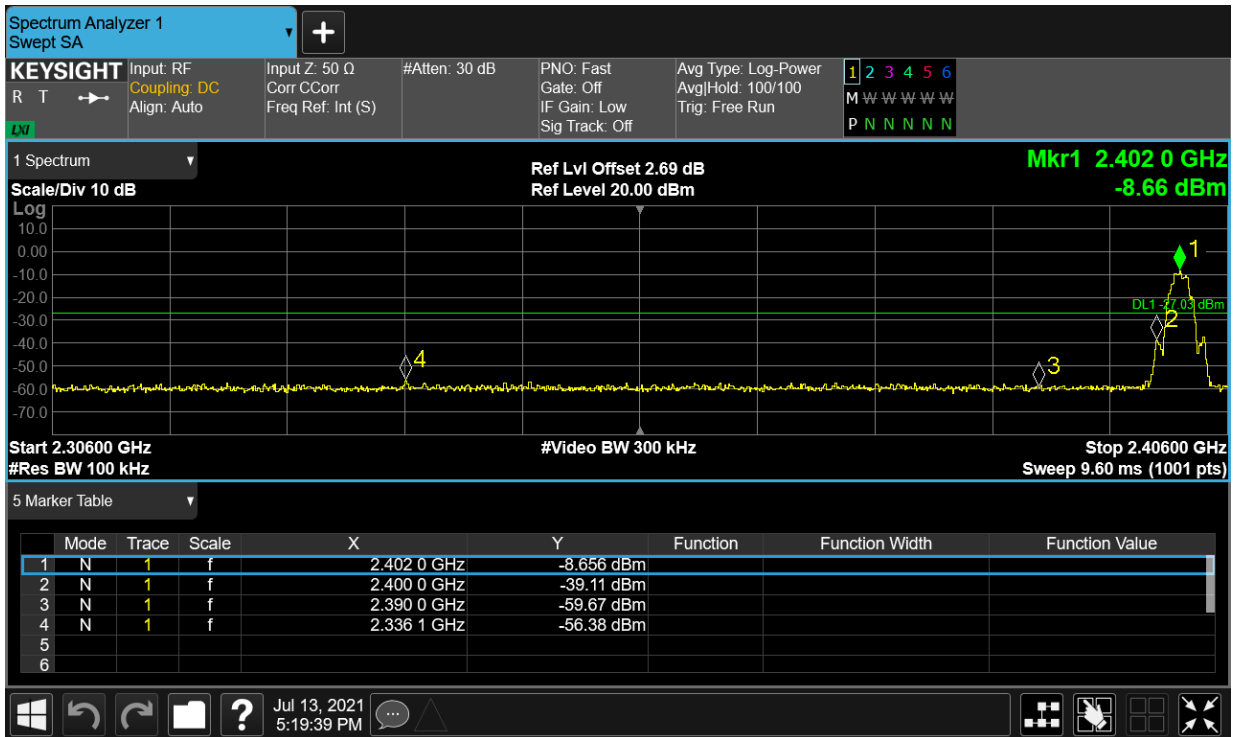 Spectrum Analyzer 1
Swept SA
+
KEYSIGHT
R T
LXI
Input: RF
Coupling: DC
Align: Auto
Input Z: 50 Ω
Corr CCorr
Freq Ref: Int (S)
#Atten: 30 dB
PNO: Fast
Gate: Off
IF Gain: Low
Sig Track: Off
Avg Type: Log-Power
Avg|Hold: 100/100
Trig: Free Run
1 2 3 4 5 6
M W W W W W
P N N N N N
1 Spectrum
Scale/Div 10 dB
Ref Lvl Offset 2.69 dB
Ref Level 20.00 dBm
Mkr1 2.402 0 GHz
-8.66 dBm
Log
10.0
0.00
-10.0
-20.0
-30.0
-40.0
-50.0
-60.0
-70.0
1
DL1 -27.03 dBm
2
3
4
Start 2.30600 GHz
#Res BW 100 kHz
#Video BW 300 kHz
Stop 2.40600 GHz
Sweep 9.60 ms (1001 pts)
5 Marker Table
Mode Trace Scale X Y Function Function Width Function Value
1 N 1 f 2.402 0 GHz -8.656 dBm
2 N 1 f 2.400 0 GHz -39.11 dBm
3 N 1 f 2.390 0 GHz -59.67 dBm
4 N 1 f 2.336 1 GHz -56.38 dBm
5
6
?
Jul 13, 2021
5:19:39 PM